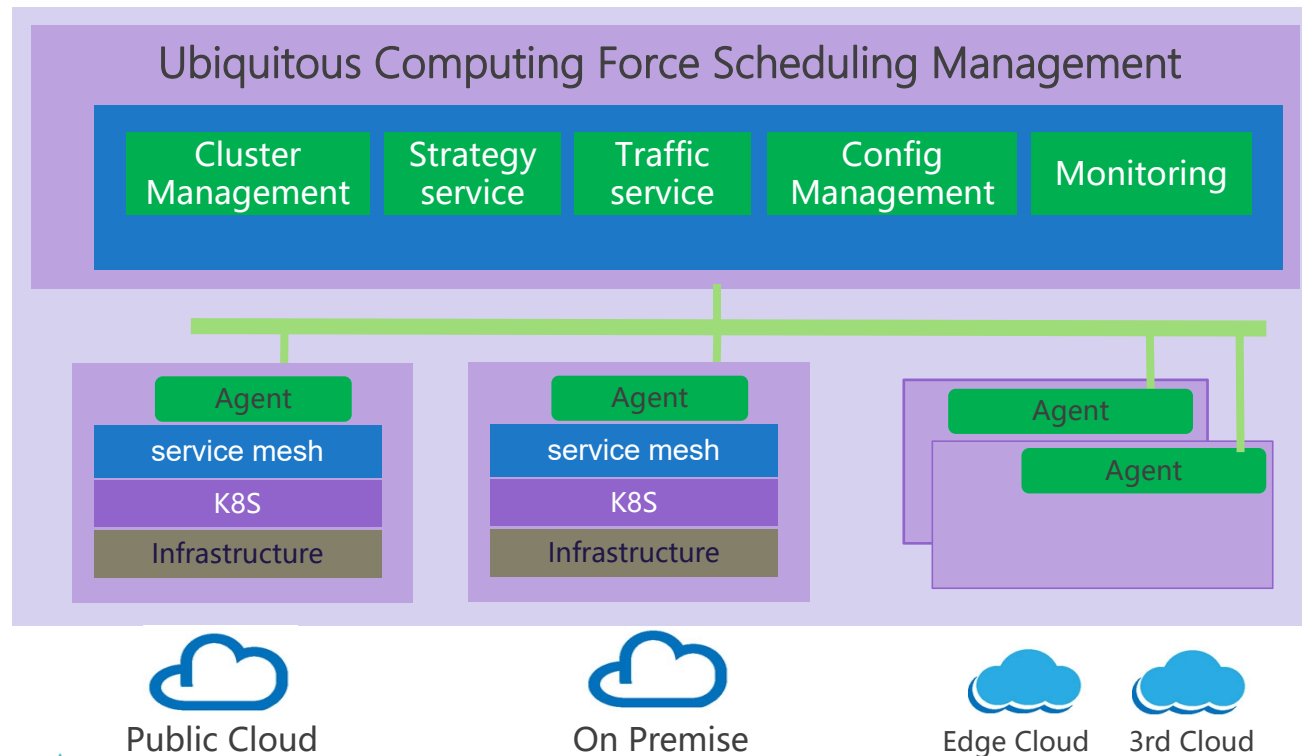 Ubiquitous Computing Force Scheduling Management
Cluster
Management
Strategy
service
Traffic
service
Config
Management
Monitoring
Agent
service mesh
K8S
Infrastructure
Agent
service mesh
K8S
Infrastructure
Agent
Agent
Public Cloud
On Premise
Edge Cloud
3rd Cloud